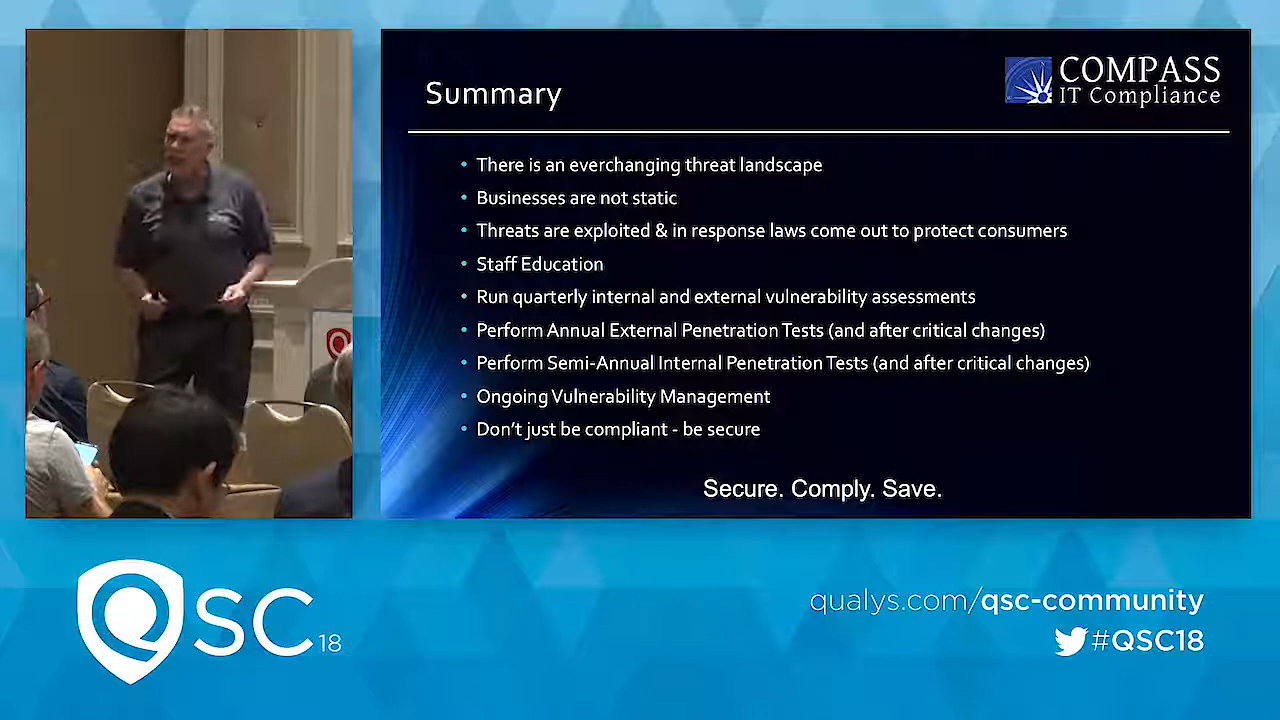 Summary
COMPASS
IT Compliance
• There is an everchanging threat landscape
• Businesses are not static
• Threats are exploited & in response laws come out to protect consumers
• Staff Education
• Run quarterly internal and external vulnerability assessments
• Perform Annual External Penetration Tests (and after critical changes)
• Perform Semi-Annual Internal Penetration Tests (and after critical changes)
• Ongoing Vulnerability Management
• Don't just be compliant - be secure
Secure. Comply. Save.
QSC 18
qualys.com/qsc-community
#QSC18